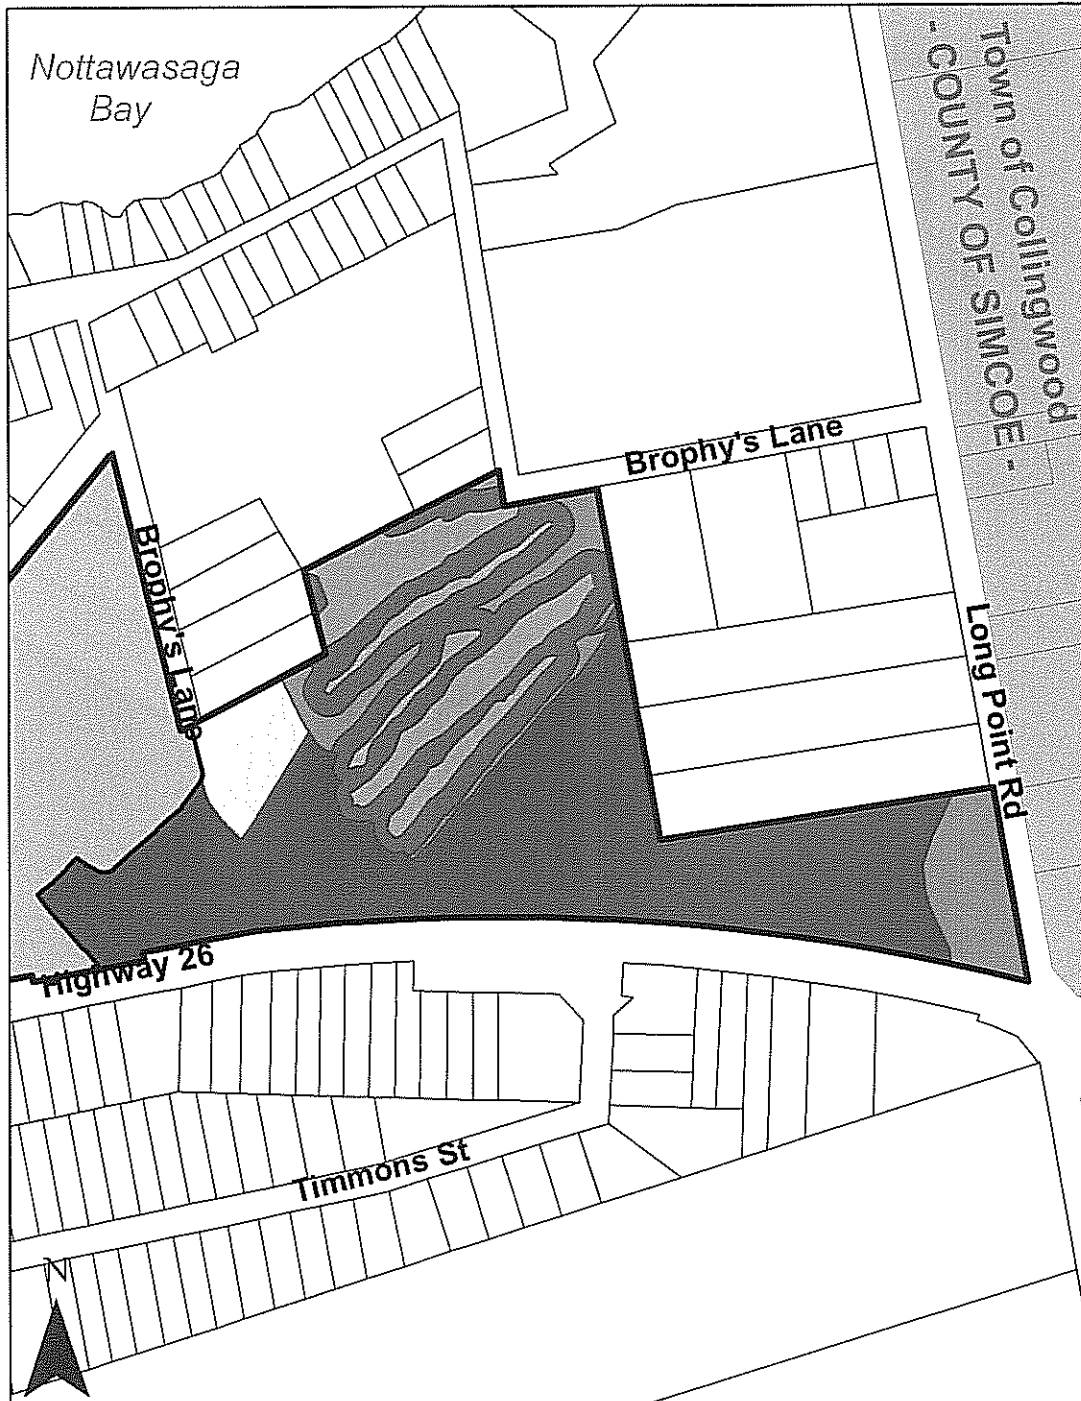 Nottawasaga
Bay
Town of Collingwood
- COUNTY OF SIMCOE -
Brophy's Lane
Brophy's Lane
Long Point Rd
Highway 26
Timmons St
N